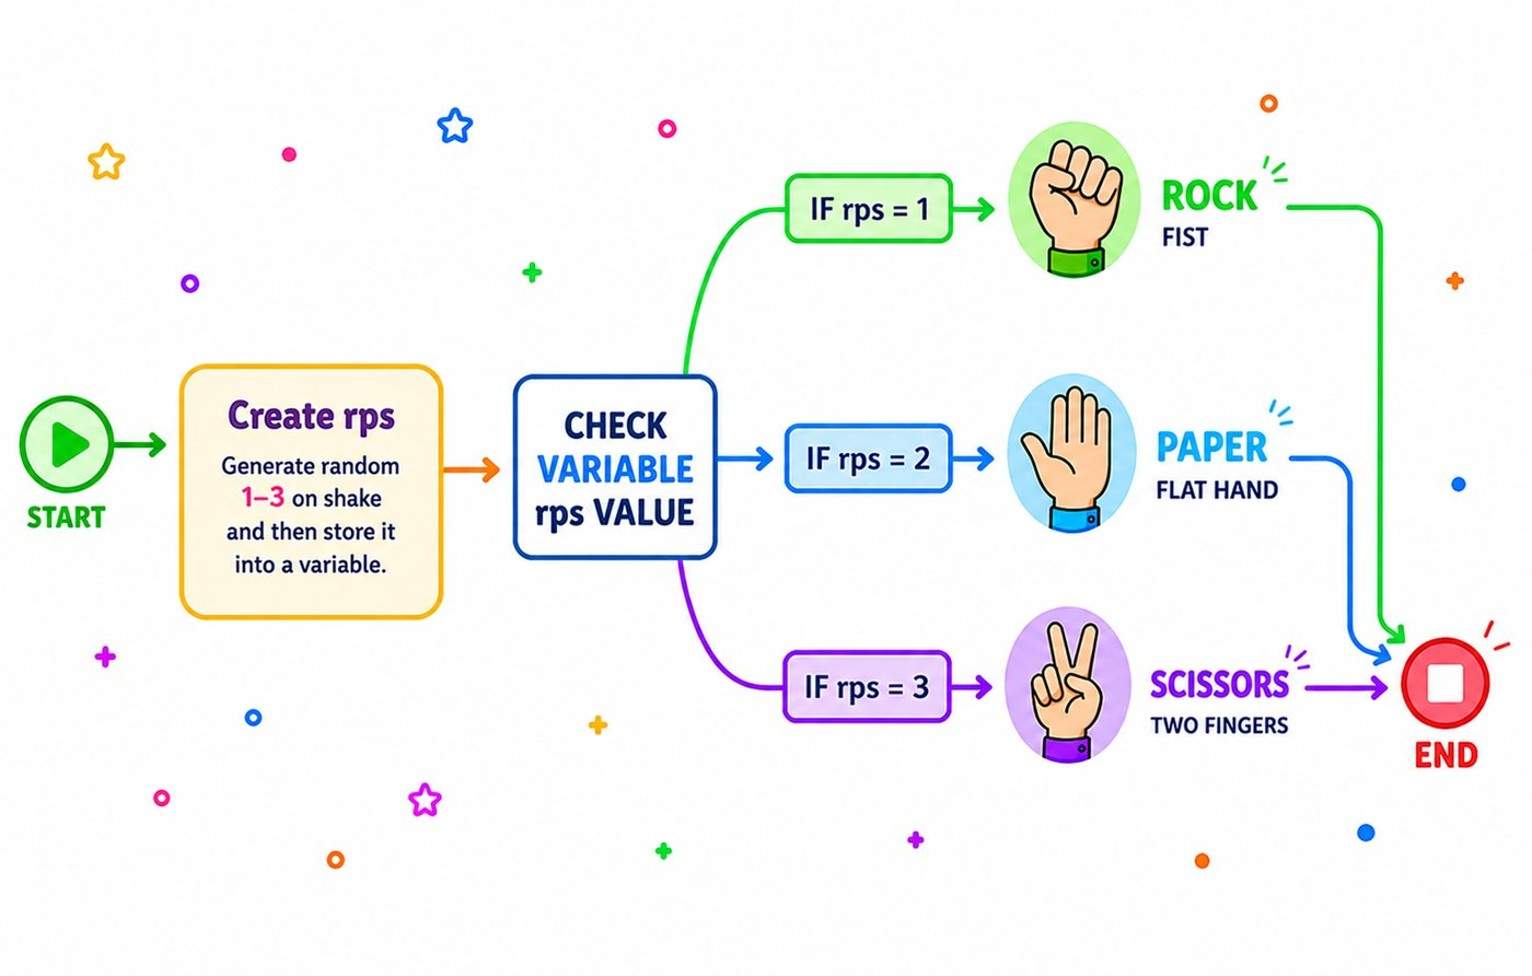 START
Create rps
Generate random
1–3 on shake
and then store it
into a variable.
CHECK
VARIABLE
rps VALUE
IF rps = 1
ROCK
FIST
IF rps = 2
PAPER
FLAT HAND
IF rps = 3
SCISSORS
TWO FINGERS
END